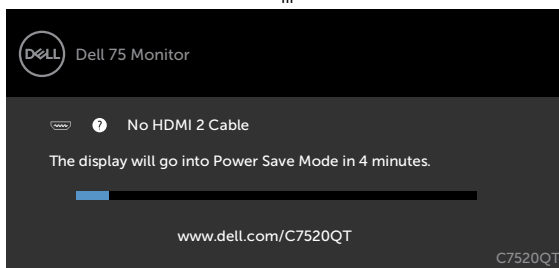 DELL
Dell 75 Monitor
? No HDMI 2 Cable
The display will go into Power Save Mode in 4 minutes.
www.dell.com/C7520QT
C7520QT